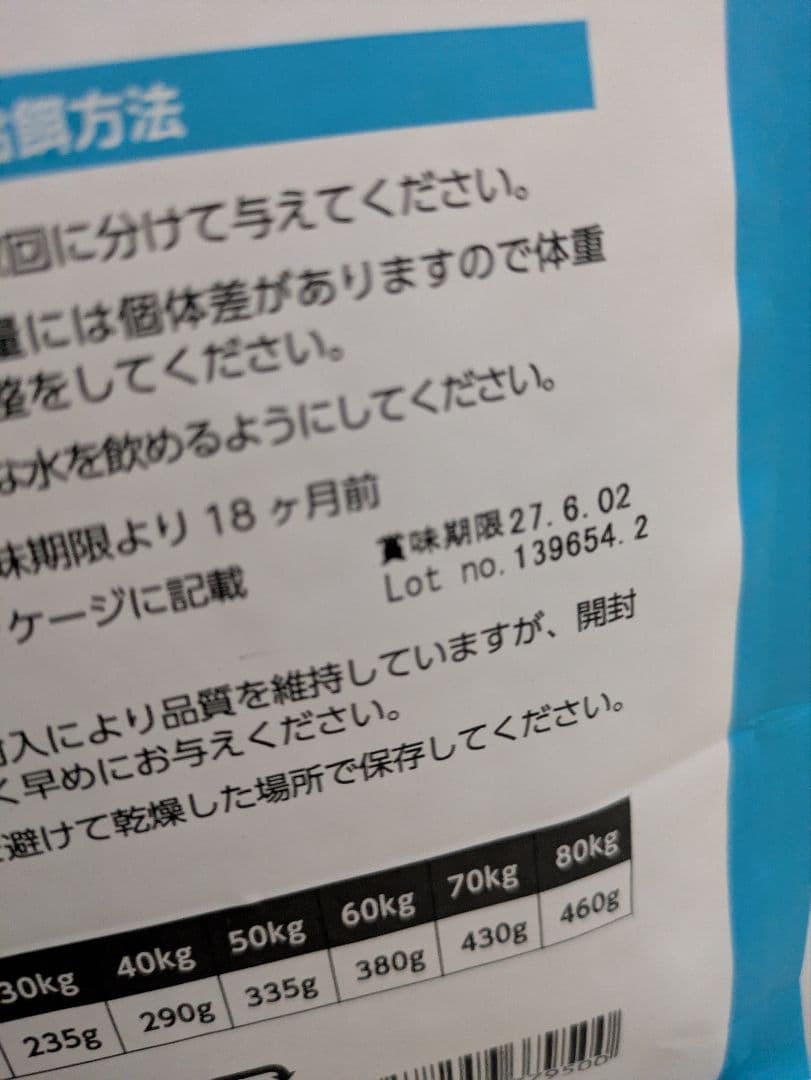 餌方法
回に分けて与えてください。
量には個体差がありますので体重
整をしてください。
な水を飲めるようにしてください。
味期限より 18 ヶ月前
ケージに記載
賞味期限27.6.02
Lot no.139654.2
入により品質を維持していますが、開封
く早めにお与えください。
避けて乾燥した場所で保存してください。
30kg 40kg 50kg 60kg 70kg 80kg
235g 290g 335g 380g 430g 460g
79500